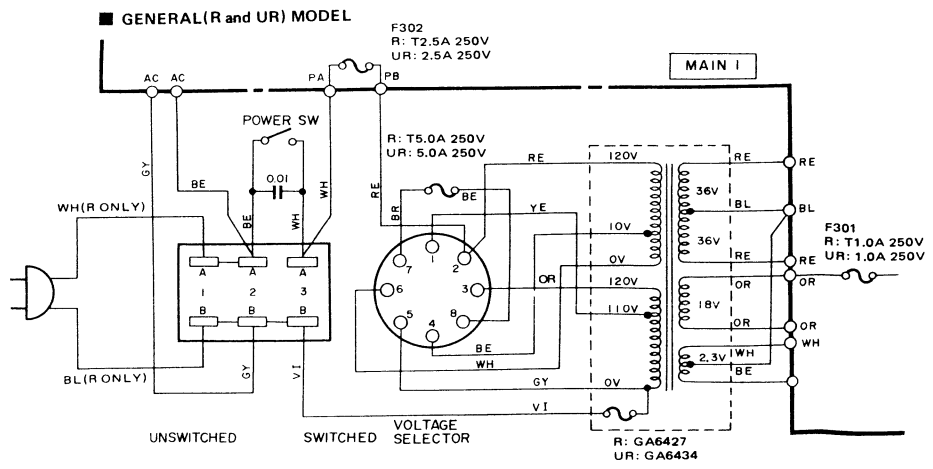 ■ GENERAL(R and UR) MODEL
F302
R: T2.5A 250V
UR: 2.5A 250V
MAIN 1
AC AC PA PB
POWER SW
R: T5.0A 250V
UR: 5.0A 250V
0.01
GY
BE
BE
WH
WH
RE
BR
BE
RE
YE
WH(R ONLY)
120V
10V
0V
120V
110V
0V
36V
36V
18V
2.3V
RE RE
BL BL
RE RE
OR OR
OR OR
WH WH
BE
F301
R: T1.0A 250V
UR: 1.0A 250V
A A A
1 2 3
B B B
7 1 2
6 3
5 4 8
OR
BE
WH
GY
VI
BL(R ONLY)
GY
VI
UNSWITCHED
SWITCHED
VOLTAGE
SELECTOR
R: GA6427
UR: GA6434